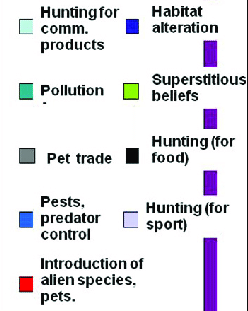 Hunting for
comm.
products
Habitat
alteration
Pollution
Superstitious
beliefs
Pet trade
Hunting (for
food)
Pests,
predator
control
Hunting (for
sport)
Introduction of
alien species,
pets.